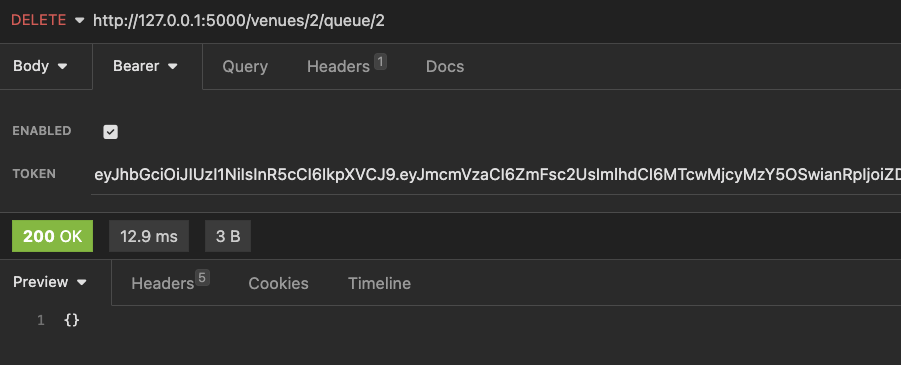 DELETE http://127.0.0.1:5000/venues/2/queue/2
Body Bearer Query Headers 1 Docs
ENABLED
TOKEN eyJhbGciOiJIUzI1NiIsInR5cCI6IkpXVCJ9.eyJmcmVzaCI6ZmFsc2UsImlhdCI6MTcwMjcyMzY5OSwianRpIjoiZD
200 OK 12.9 ms 3 B
Preview Headers 5 Cookies Timeline
1 {}